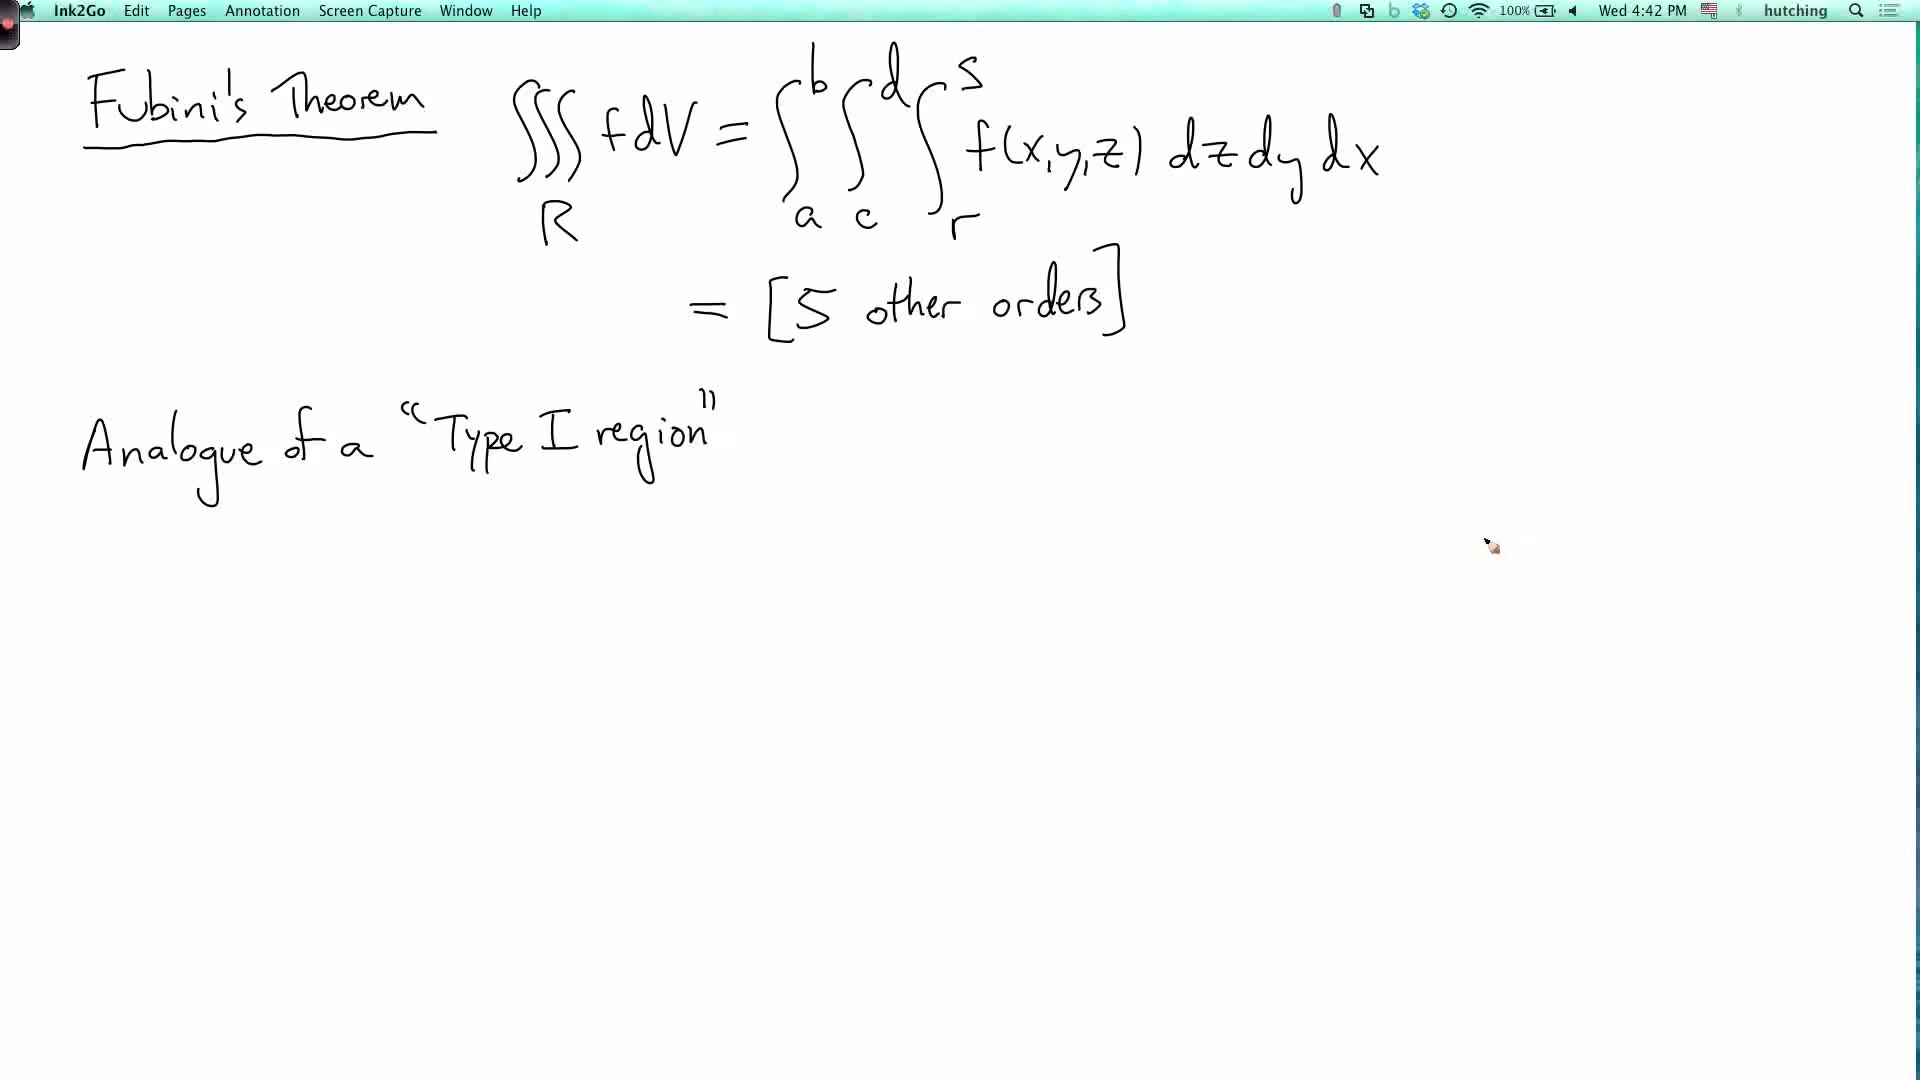 Ink2Go Edit Pages Annotation Screen Capture Window Help 100% Wed 4:42 PM hutching
Fubini's Theorem ∭_R f dV = ∫_a^b ∫_c^d ∫_r^s f(x,y,z) dz dy dx
= [5 other orders]
Analogue of a "Type I region"